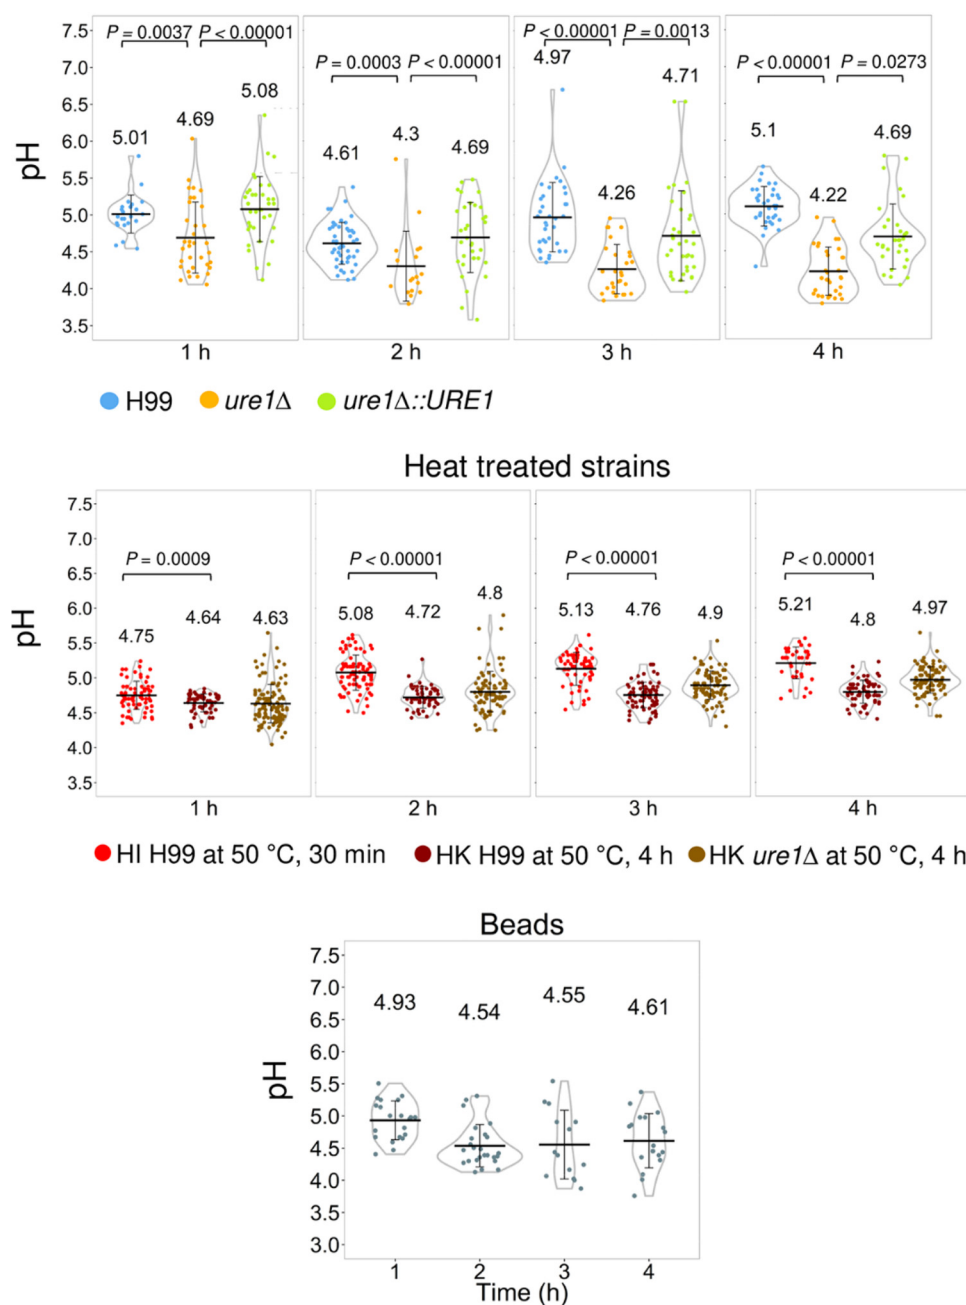 P = 0.0037 P < 0.00001
P = 0.0003 P < 0.00001
P < 0.00001 P = 0.0013
P < 0.00001 P = 0.0273
5.01 4.69 5.08
4.61 4.3 4.69
4.97 4.26 4.71
5.1 4.22 4.69
pH
7.5
7.0
6.5
6.0
5.5
5.0
4.5
4.0
3.5
1 h 2 h 3 h 4 h
H99 ure1Δ ure1Δ::URE1
Heat treated strains
7.5
7.0
6.5
6.0
5.5
5.0
4.5
4.0
3.5
P = 0.0009 P < 0.00001 P < 0.00001 P < 0.00001
4.75 4.64 4.63
5.08 4.72 4.8
5.13 4.76 4.9
5.21 4.8 4.97
1 h 2 h 3 h 4 h
HI H99 at 50 °C, 30 min HK H99 at 50 °C, 4 h HK ure1Δ at 50 °C, 4 h
Beads
pH
7.5
7.0
6.5
6.0
5.5
5.0
4.5
4.0
3.5
3.0
4.93 4.54 4.55 4.61
1 2 3 4
Time (h)